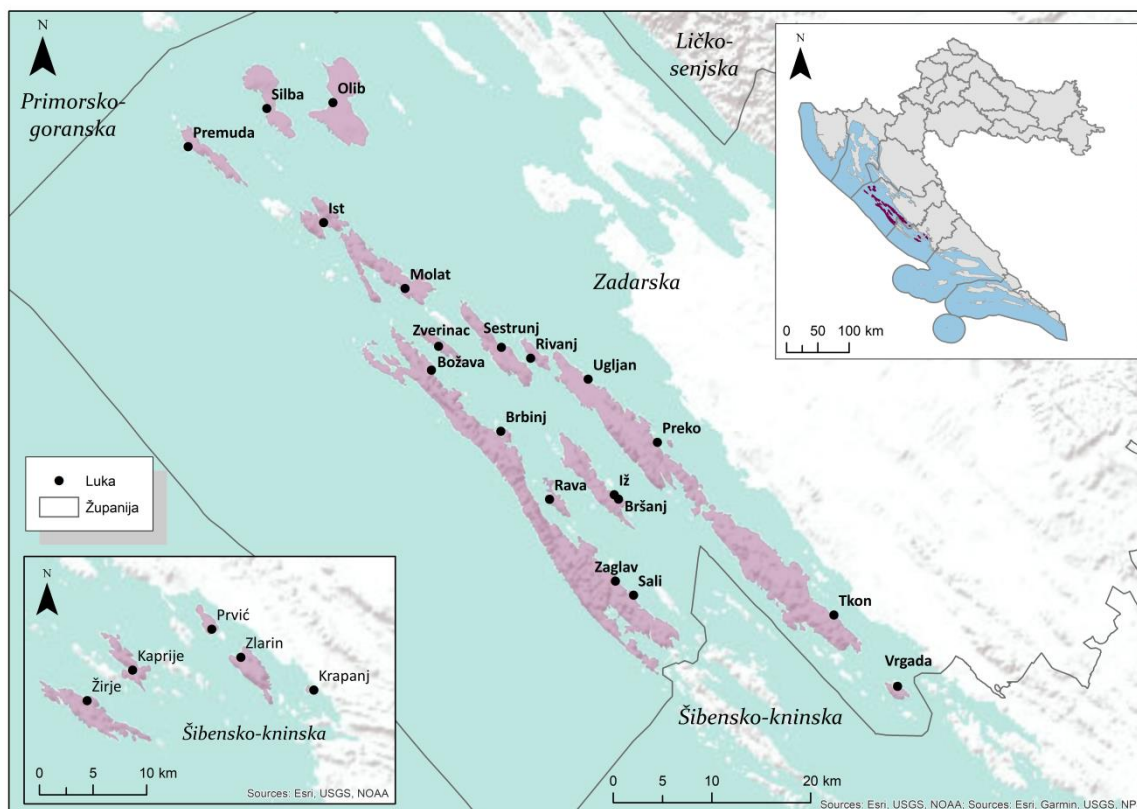 N
Primorsko-
goranska
Silba
Olib
Premuda
Ličko-
senjska
Ist
Molat
Zadarska
Zverinac
Sestrunj
Rivanj
Božava
Ugljan
Brbinj
Preko
Rava
Iž
Bršanj
Zaglav
Sali
Tkon
Vrgada
Šibensko-kninska
0 10 20 km
Sources: Esri, USGS, NOAA, Sources: Esri, Garmin, USGS, NP
N
0 50 100 km
Luka
Županija
N
Prvić
Kaprije
Zlarin
Žirje
Krapanj
Šibensko-kninska
0 5 10 km
Sources: Esri, USGS, NOAA